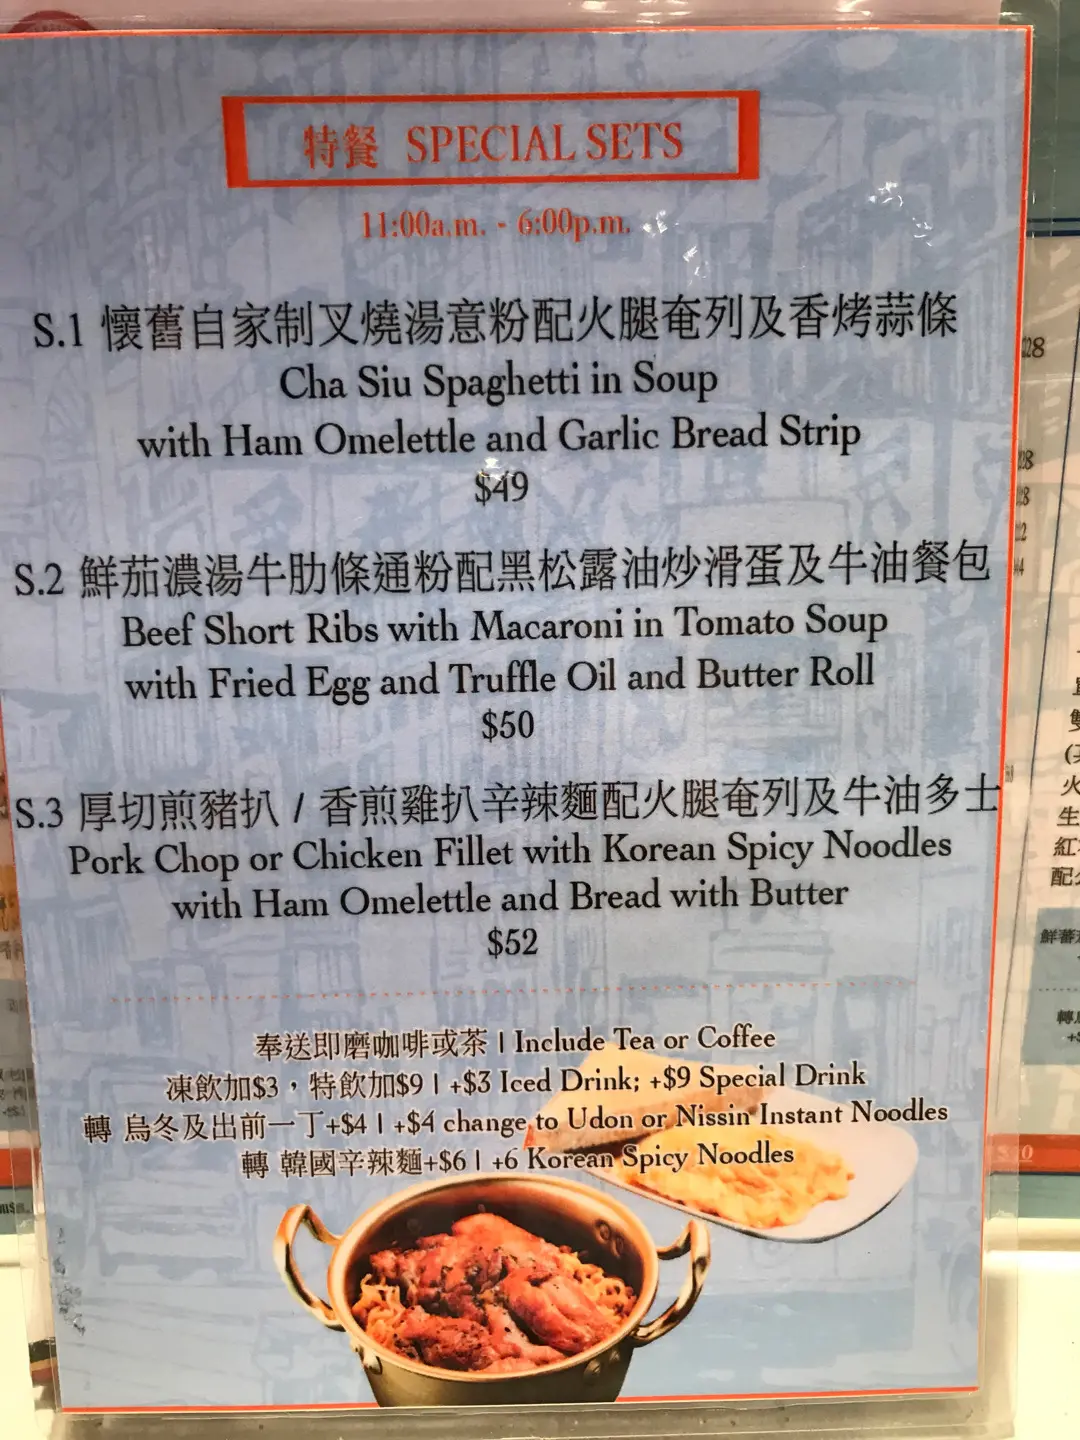 特餐 SPECIAL SETS
11:00a.m. - 6:00p.m.
S.1 懷舊自家制叉燒湯意粉配火腿奄列及香烤蒜條
Cha Siu Spaghetti in Soup
with Ham Omelettle and Garlic Bread Strip
$49
S.2 鮮茄濃湯牛肋條通粉配黑松露油炒滑蛋及牛油餐包
Beef Short Ribs with Macaroni in Tomato Soup
with Fried Egg and Truffle Oil and Butter Roll
$50
S.3 厚切煎豬扒 / 香煎雞扒辛辣麵配火腿奄列及牛油多士
Pork Chop or Chicken Fillet with Korean Spicy Noodles
with Ham Omelettle and Bread with Butter
$52
奉送即磨咖啡或茶 | Include Tea or Coffee
凍飲加$3，特飲加$9 | +$3 Iced Drink; +$9 Special Drink
轉 烏冬及出前一丁+$4 | +$4 change to Udon or Nissin Instant Noodles
轉 韓國辛辣麵+$6 | +6 Korean Spicy Noodles